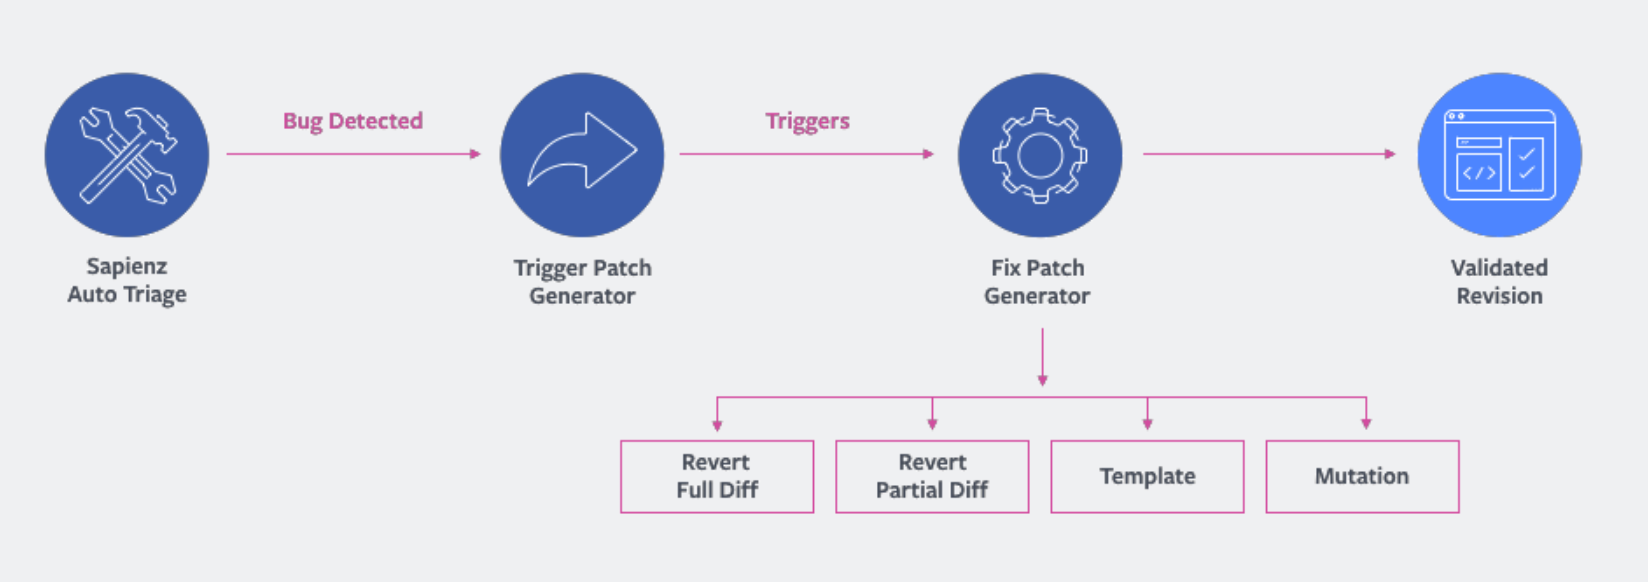 Bug Detected
Triggers
Sapienz
Auto Triage
Trigger Patch
Generator
Fix Patch
Generator
</>
Validated
Revision
Revert
Full Diff
Revert
Partial Diff
Template
Mutation